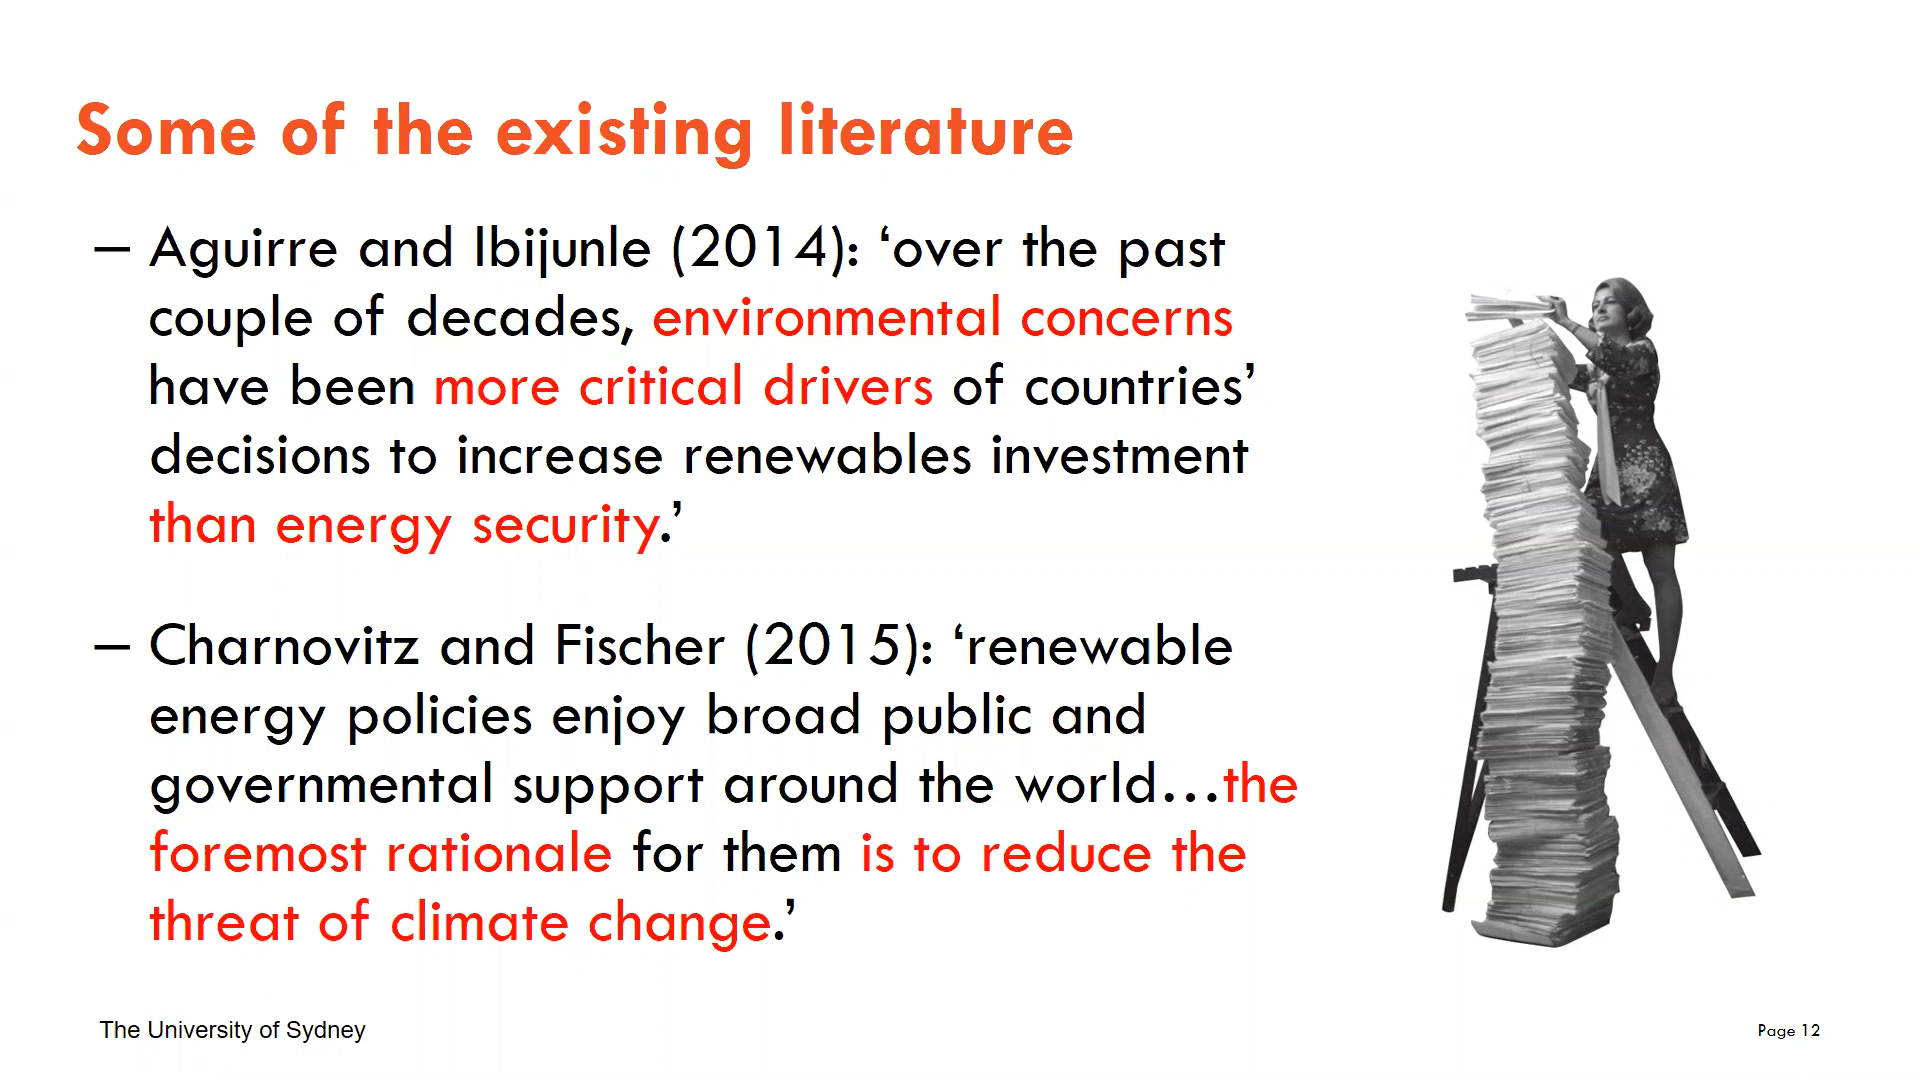 Some of the existing literature
– Aguirre and Ibijunle (2014): ‘over the past
couple of decades, environmental concerns
have been more critical drivers of countries’
decisions to increase renewables investment
than energy security.’
– Charnovitz and Fischer (2015): ‘renewable
energy policies enjoy broad public and
governmental support around the world…the
foremost rationale for them is to reduce the
threat of climate change.’
The University of Sydney
Page 12